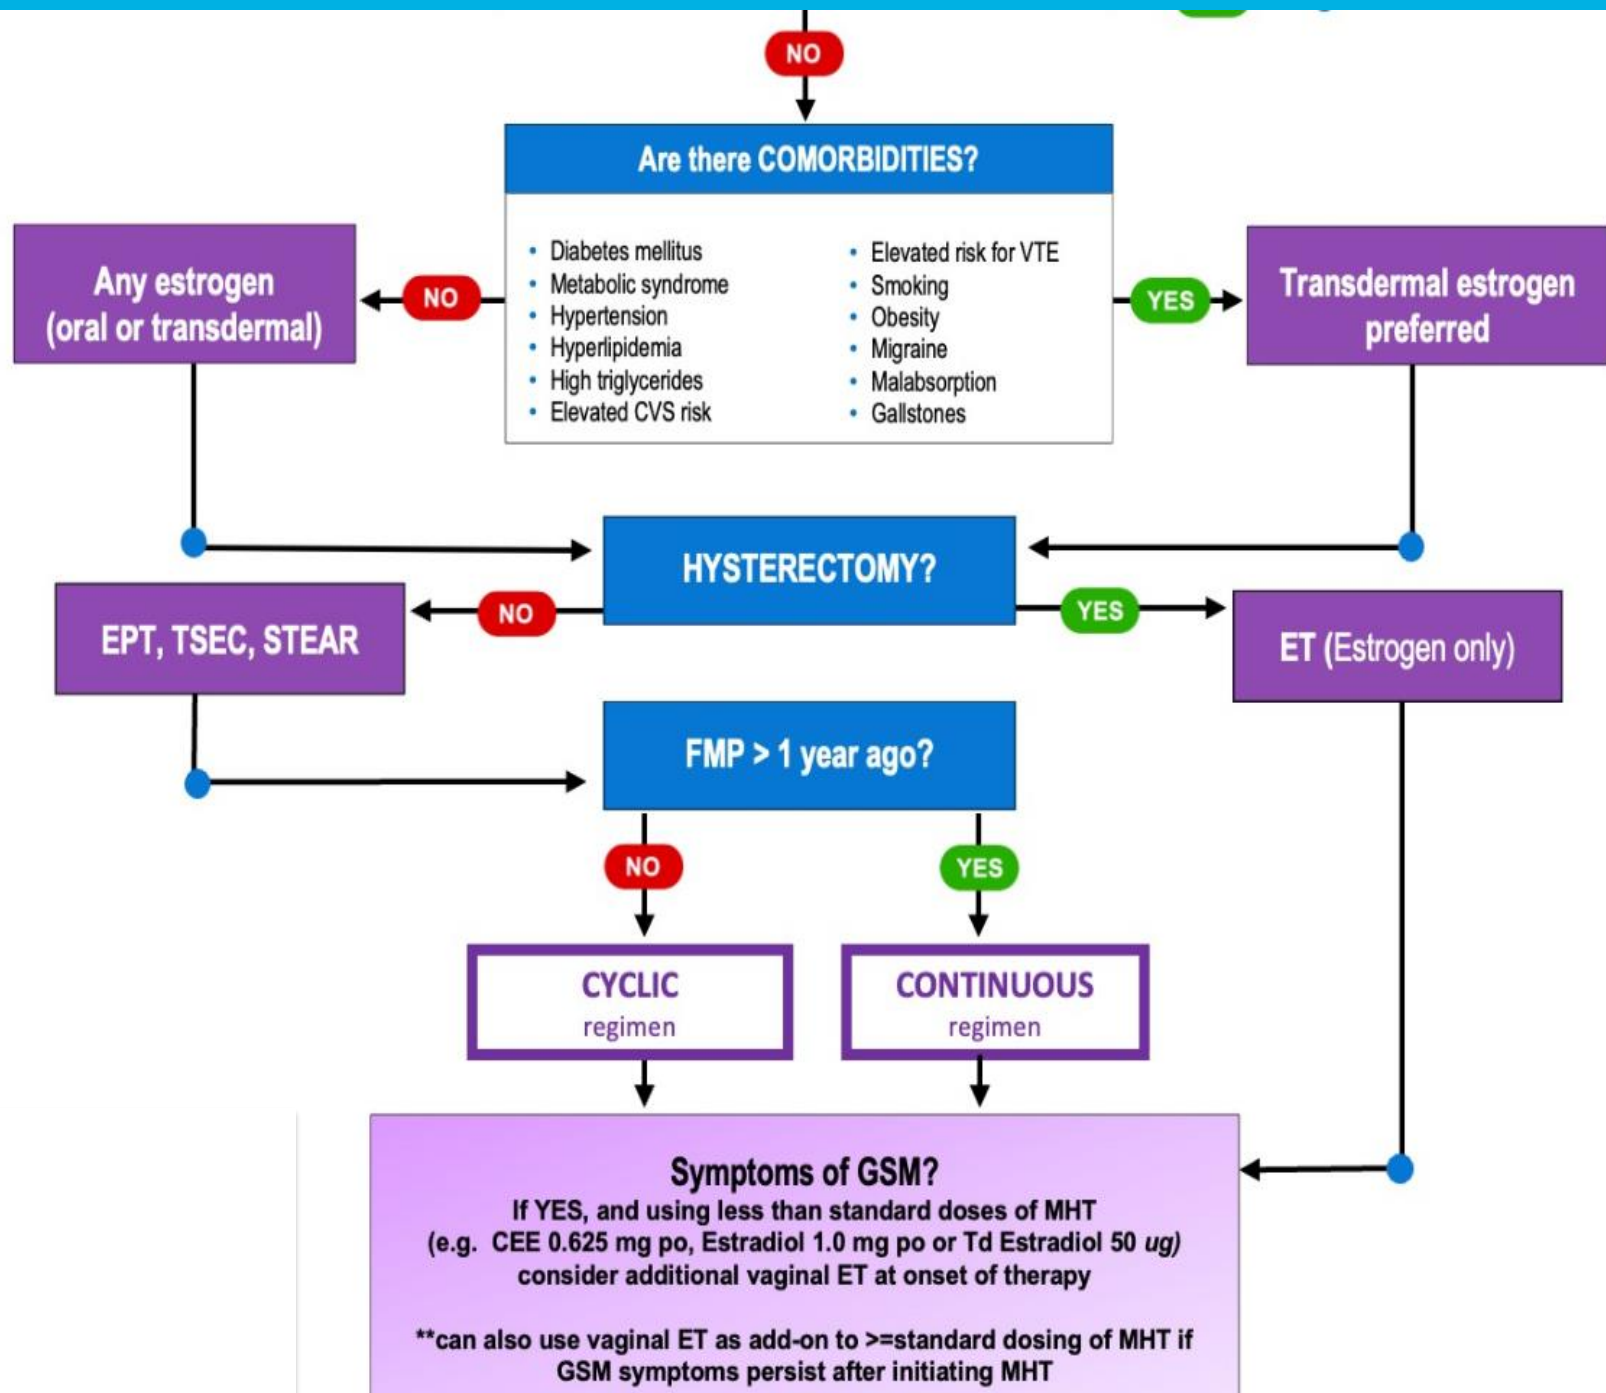 NO
Are there COMORBIDITIES?
• Diabetes mellitus
• Metabolic syndrome
• Hypertension
• Hyperlipidemia
• High triglycerides
• Elevated CVS risk
• Elevated risk for VTE
• Smoking
• Obesity
• Migraine
• Malabsorption
• Gallstones
NO
Any estrogen
(oral or transdermal)
YES
Transdermal estrogen
preferred
HYSTERECTOMY?
NO
EPT, TSEC, STEAR
YES
ET (Estrogen only)
FMP > 1 year ago?
NO
YES
CYCLIC
regimen
CONTINUOUS
regimen
Symptoms of GSM?
If YES, and using less than standard doses of MHT
(e.g. CEE 0.625 mg po, Estradiol 1.0 mg po or Td Estradiol 50 ug)
consider additional vaginal ET at onset of therapy
**can also use vaginal ET as add-on to >=standard dosing of MHT if
GSM symptoms persist after initiating MHT